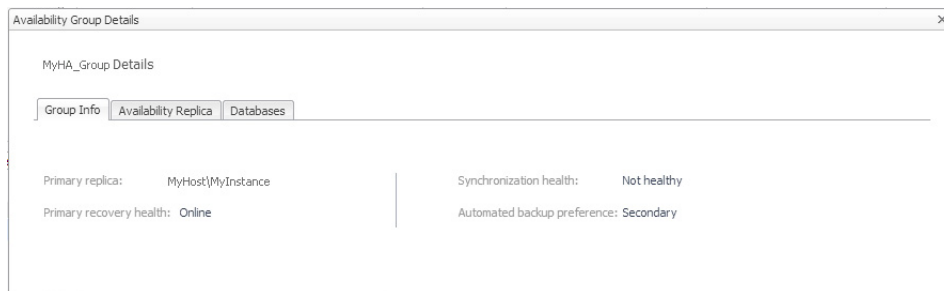 Availability Group Details
MyHA_Group Details
Group Info Availability Replica Databases
Primary replica: MyHost\MyInstance Synchronization health: Not healthy
Primary recovery health: Online Automated backup preference: Secondary